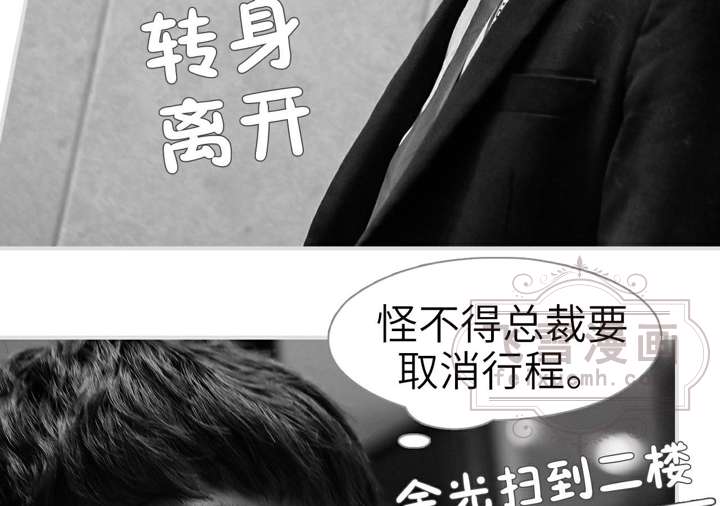 转身
离开
怪不得总裁要
取消行程。
余光扫到二楼